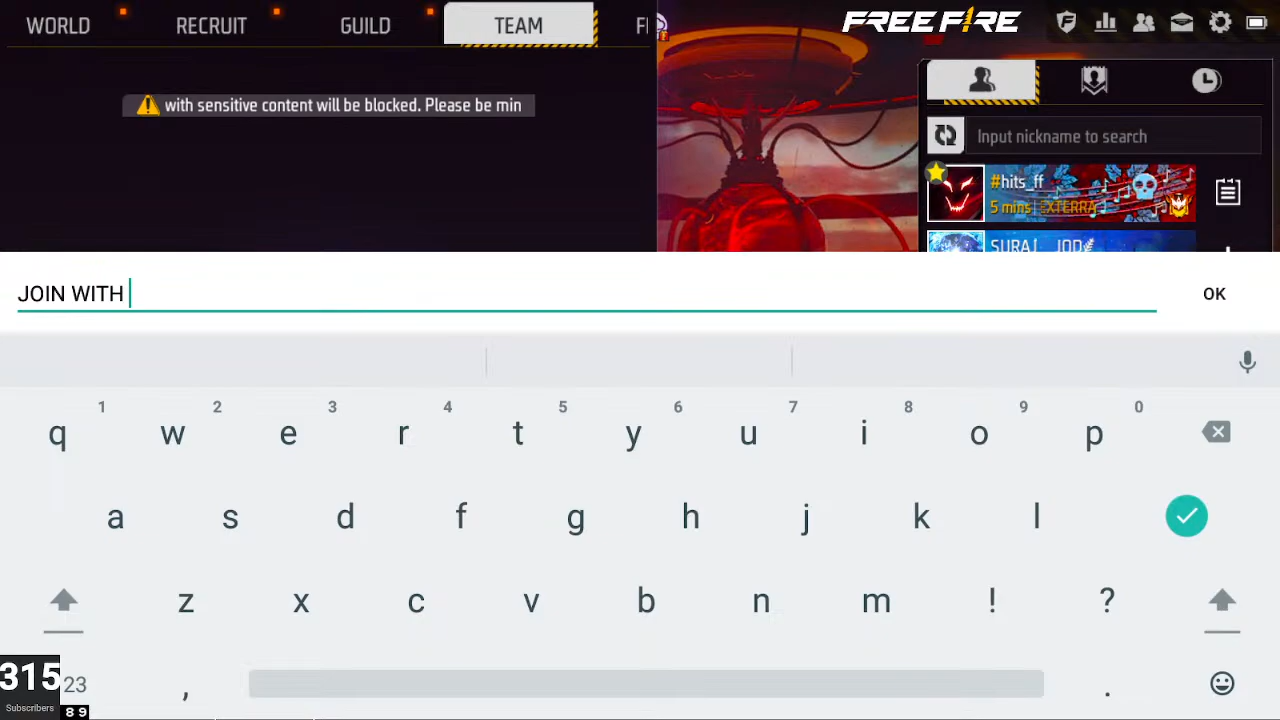 WORLD RECRUIT GUILD TEAM
FREE FIRE
with sensitive content will be blocked. Please be min
Input nickname to search
#hits_ff
5 mins | EXTERRA
SURAJ
JOIN WITH
OK
1 2 3 4 5 6 7 8 9 0
q w e r t y u i o p
a s d f g h j k l
z x c v b n m ! ?
315
Subscribers
23 , .
89